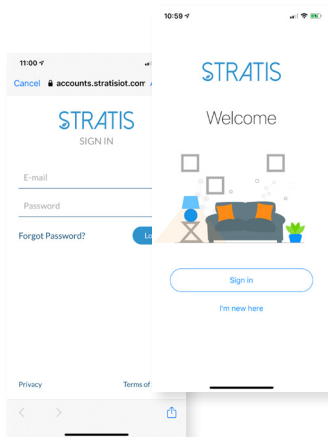 11:00
Cancel accounts.stratisiot.com
STRATIS
SIGN IN
E-mail
Password
Forgot Password?
Lo
Privacy
Terms of
10:59
STRATIS
Welcome
Sign in
I'm new here